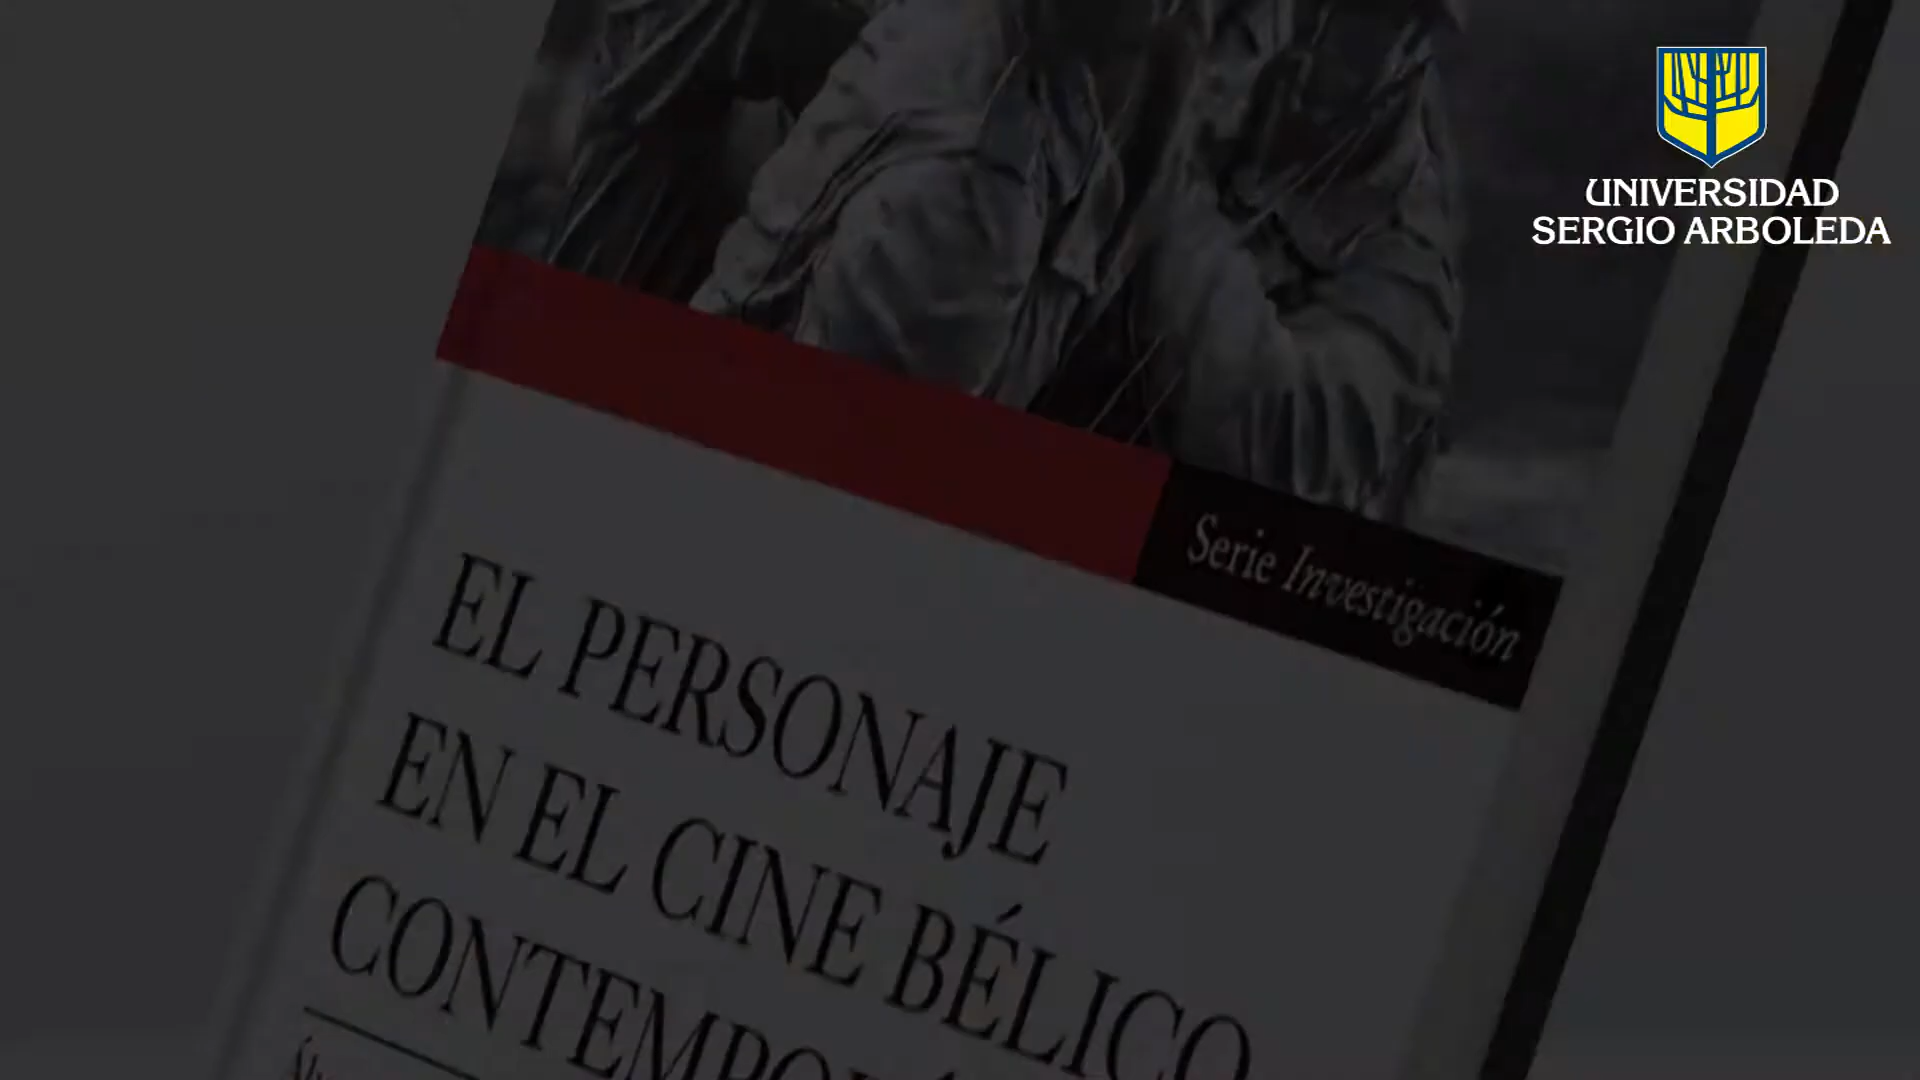 UNIVERSIDAD
SERGIO ARBOLEDA
Serie Investigación
EL PERSONAJE
EN EL CINE BÉLICO